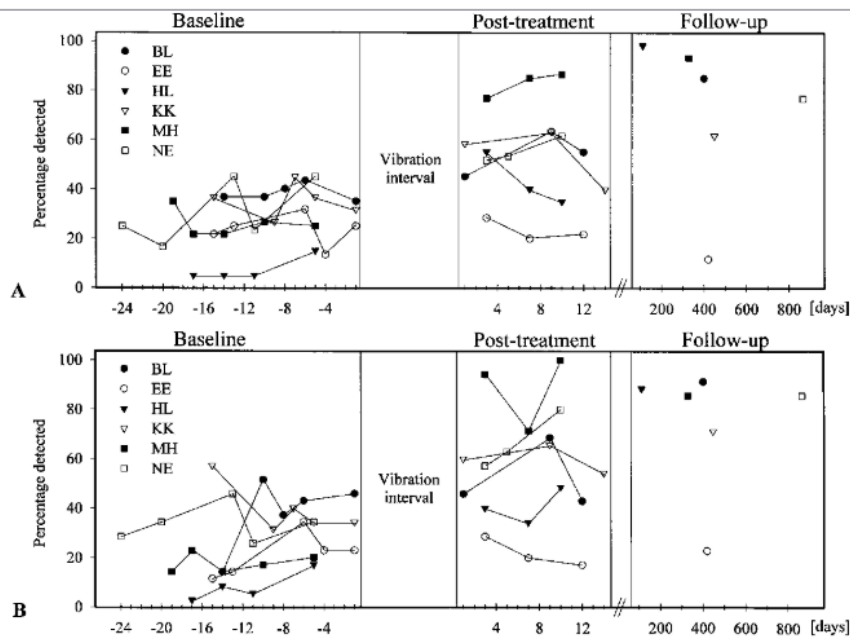 Baseline Post-treatment Follow-up
100
80
60
40
20
0
Percentage detected
BL
EE
HL
KK
MH
NE
Vibration
interval
A
-24 -20 -16 -12 -8 -4 4 8 12 // 200 400 600 800 [days]
Baseline Post-treatment Follow-up
100
80
60
40
20
0
Percentage detected
BL
EE
HL
KK
MH
NE
Vibration
interval
B
-24 -20 -16 -12 -8 -4 4 8 12 // 200 400 600 800 [days]